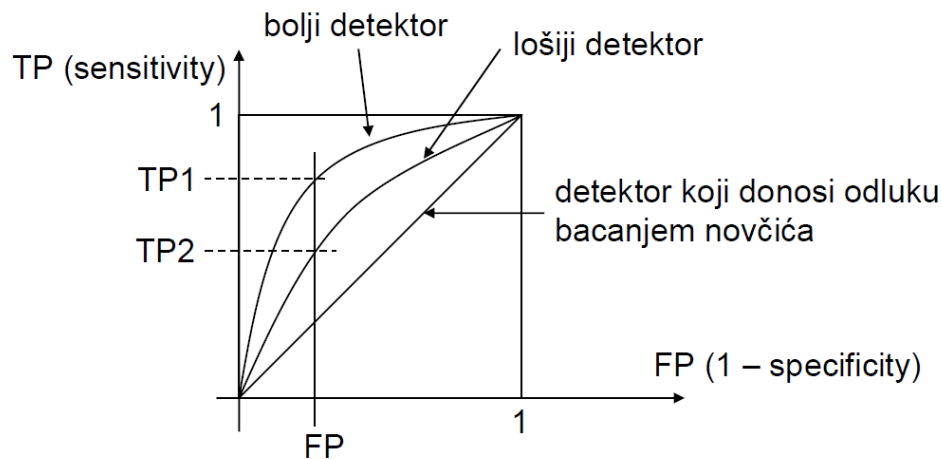 bolji detektor
lošiji detektor
TP (sensitivity)
1
TP1
TP2
detektor koji donosi odluku
bacanjem novčića
FP (1 – specificity)
1
FP